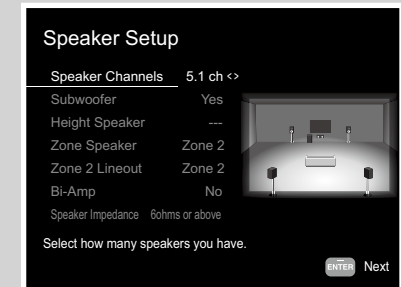 Speaker Setup
Speaker Channels 5.1 ch <>
Subwoofer Yes
Height Speaker ---
Zone Speaker Zone 2
Zone 2 Lineout Zone 2
Bi-Amp No
Speaker Impedance 6ohms or above
Select how many speakers you have.
ENTER Next